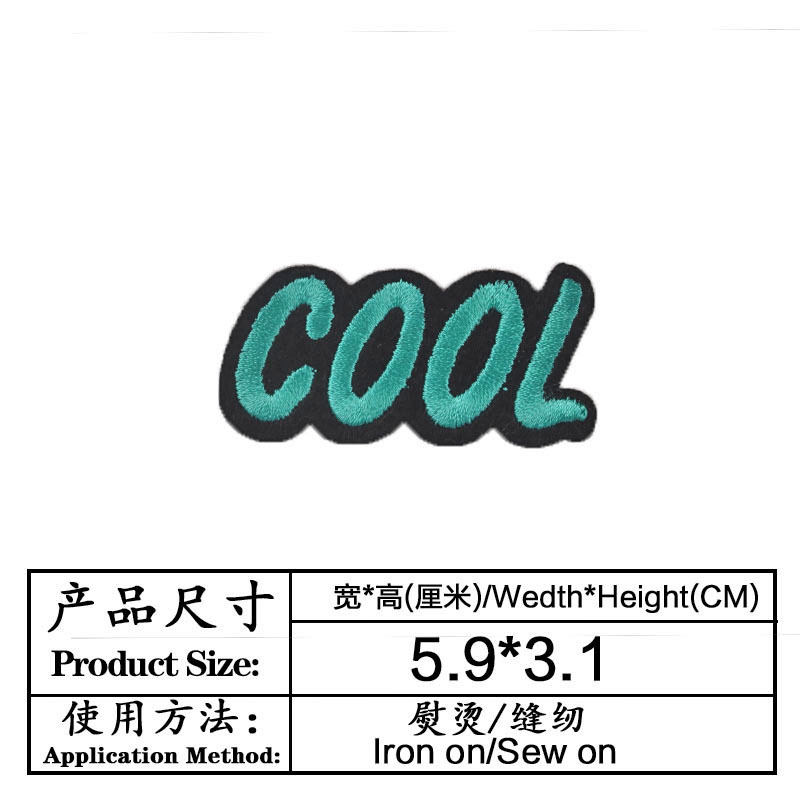 COOL
产品尺寸
Product Size:
宽*高(厘米)/Wedth*Height(CM)
5.9*3.1
使用方法：
Application Method:
熨烫/缝纫
Iron on/Sew on